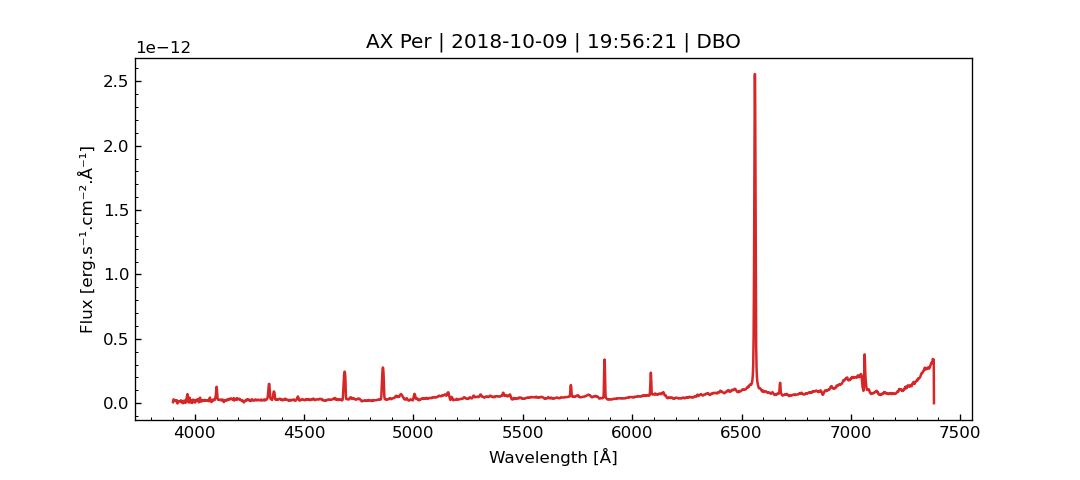 AX Per | 2018-10-09 | 19:56:21 | DBO
1e−12
2.5
2.0
1.5
1.0
0.5
0.0
Flux [erg.s⁻¹.cm⁻².Å⁻¹]
4000 4500 5000 5500 6000 6500 7000 7500
Wavelength [Å]